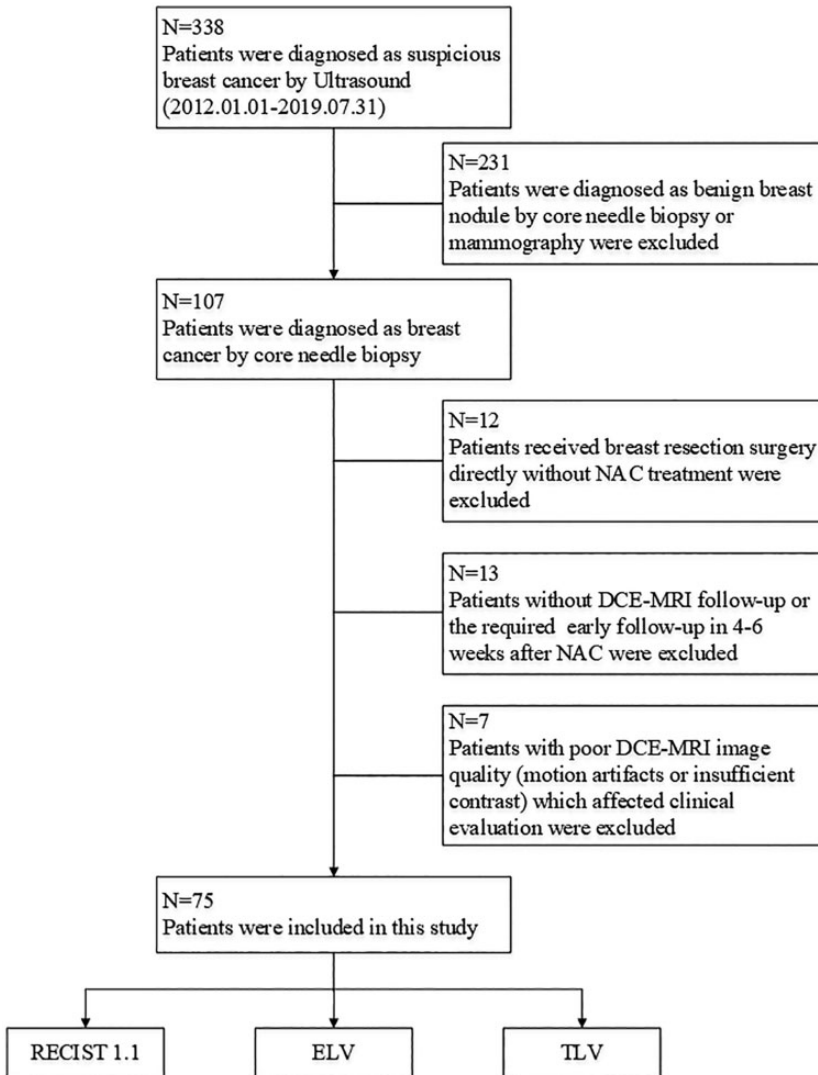 N=338
Patients were diagnosed as suspicious
breast cancer by Ultrasound
(2012.01.01-2019.07.31)
N=231
Patients were diagnosed as benign breast
nodule by core needle biopsy or
mammography were excluded
N=107
Patients were diagnosed as breast
cancer by core needle biopsy
N=12
Patients received breast resection surgery
directly without NAC treatment were
excluded
N=13
Patients without DCE-MRI follow-up or
the required early follow-up in 4-6
weeks after NAC were excluded
N=7
Patients with poor DCE-MRI image
quality (motion artifacts or insufficient
contrast) which affected clinical
evaluation were excluded
N=75
Patients were included in this study
RECIST 1.1
ELV
TLV